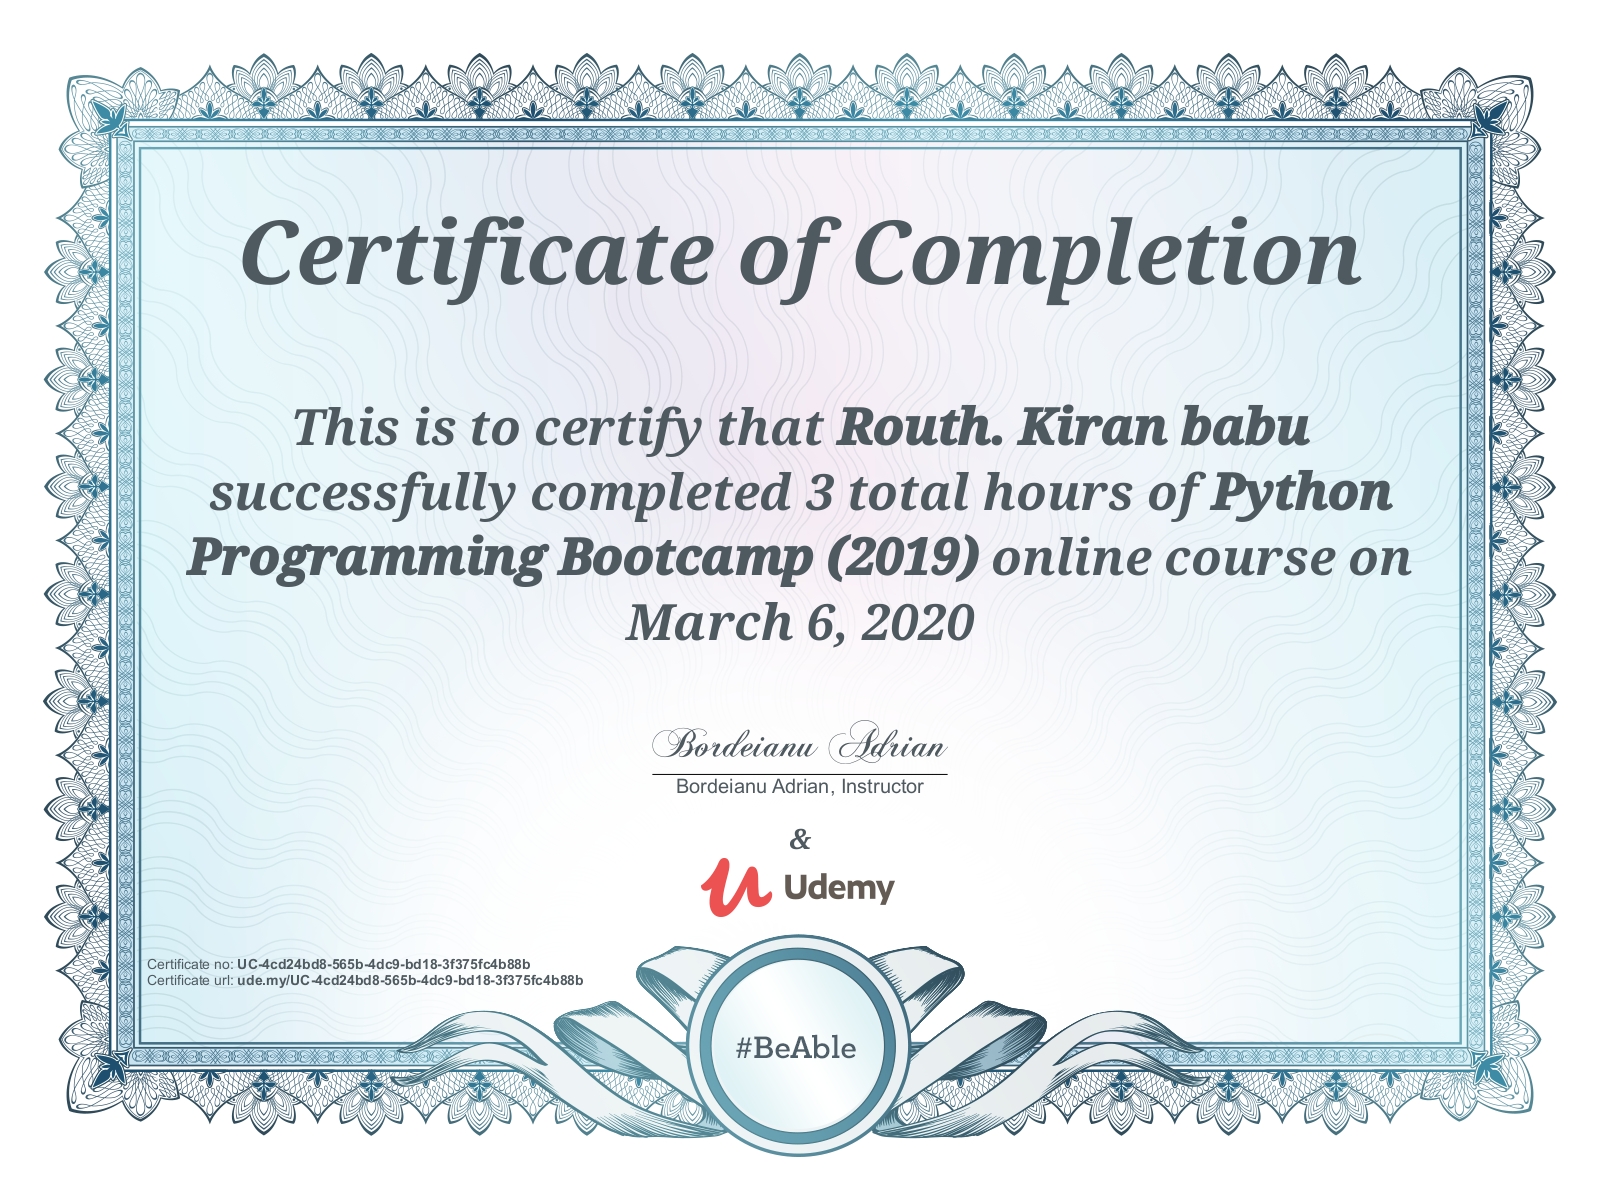 Certificate of Completion
This is to certify that Routh. Kiran babu
successfully completed 3 total hours of Python
Programming Bootcamp (2019) online course on
March 6, 2020
Bordeianu Adrian
Bordeianu Adrian, Instructor
&
Udemy
Certificate no: UC-4cd24bd8-565b-4dc9-bd18-3f375fc4b88b
Certificate url: ude.my/UC-4cd24bd8-565b-4dc9-bd18-3f375fc4b88b
#BeAble